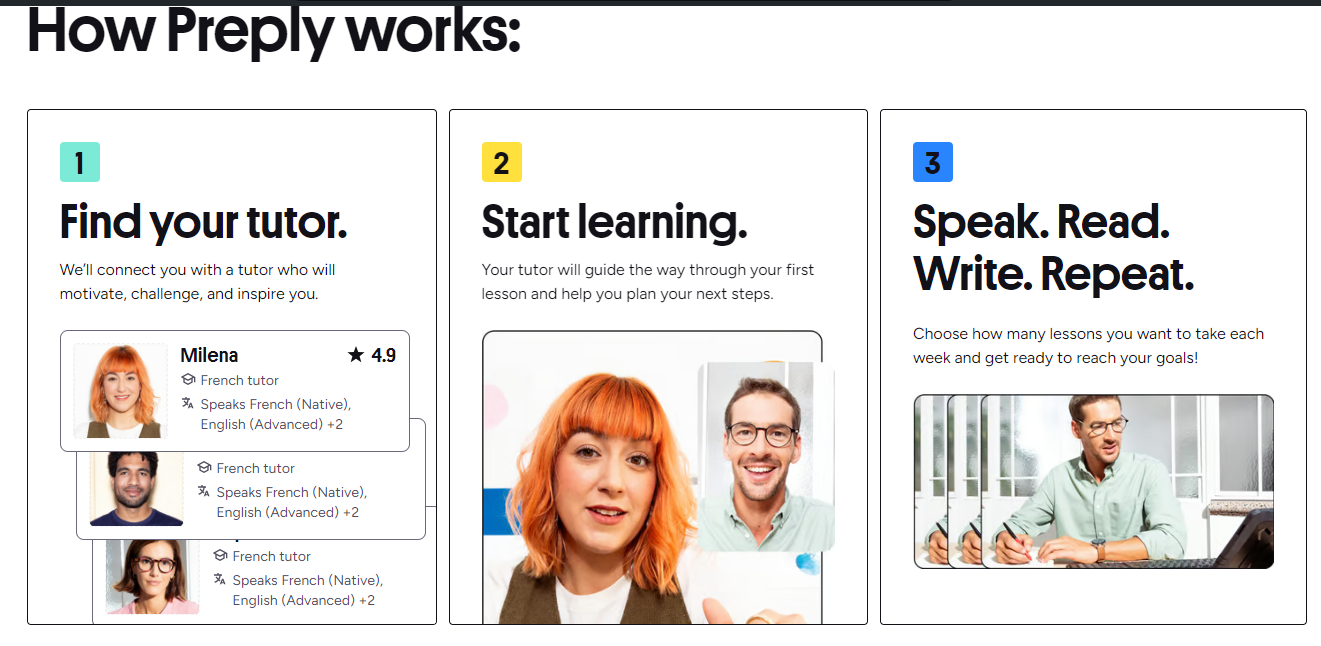 How Preply works:
1
Find your tutor.
We'll connect you with a tutor who will
motivate, challenge, and inspire you.
Milena
★ 4.9
French tutor
Speaks French (Native),
English (Advanced) +2
French tutor
Speaks French (Native),
English (Advanced) +2
French tutor
Speaks French (Native),
English (Advanced) +2
2
Start learning.
Your tutor will guide the way through your first
lesson and help you plan your next steps.
3
Speak. Read.
Write. Repeat.
Choose how many lessons you want to take each
week and get ready to reach your goals!